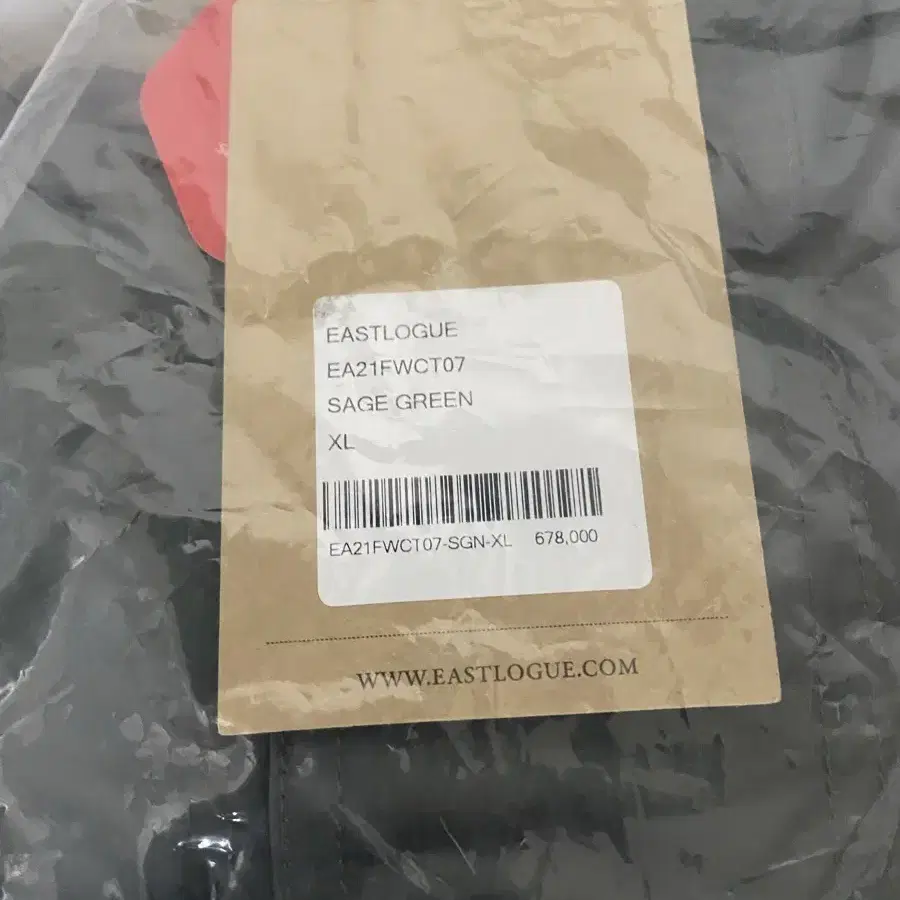 EASTLOGUE
EA21FWCT07
SAGE GREEN
XL
EA21FWCT07-SGN-XL 678,000
WWW.EASTLOGUE.COM